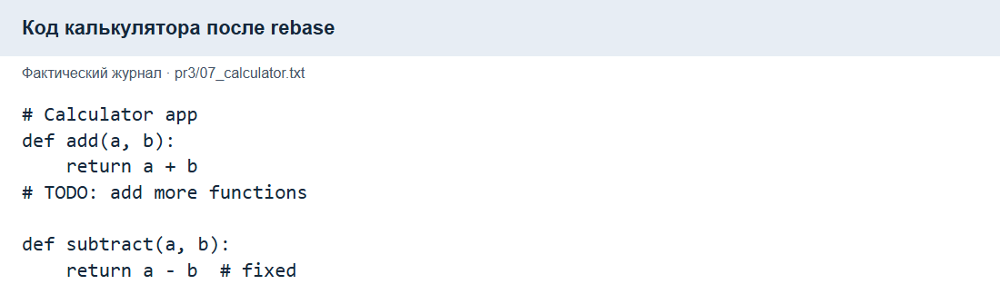 Код калькулятора после rebase
Фактический журнал · pr3/07_calculator.txt
# Calculator app
def add(a, b):
    return a + b
# TODO: add more functions

def subtract(a, b):
    return a - b  # fixed